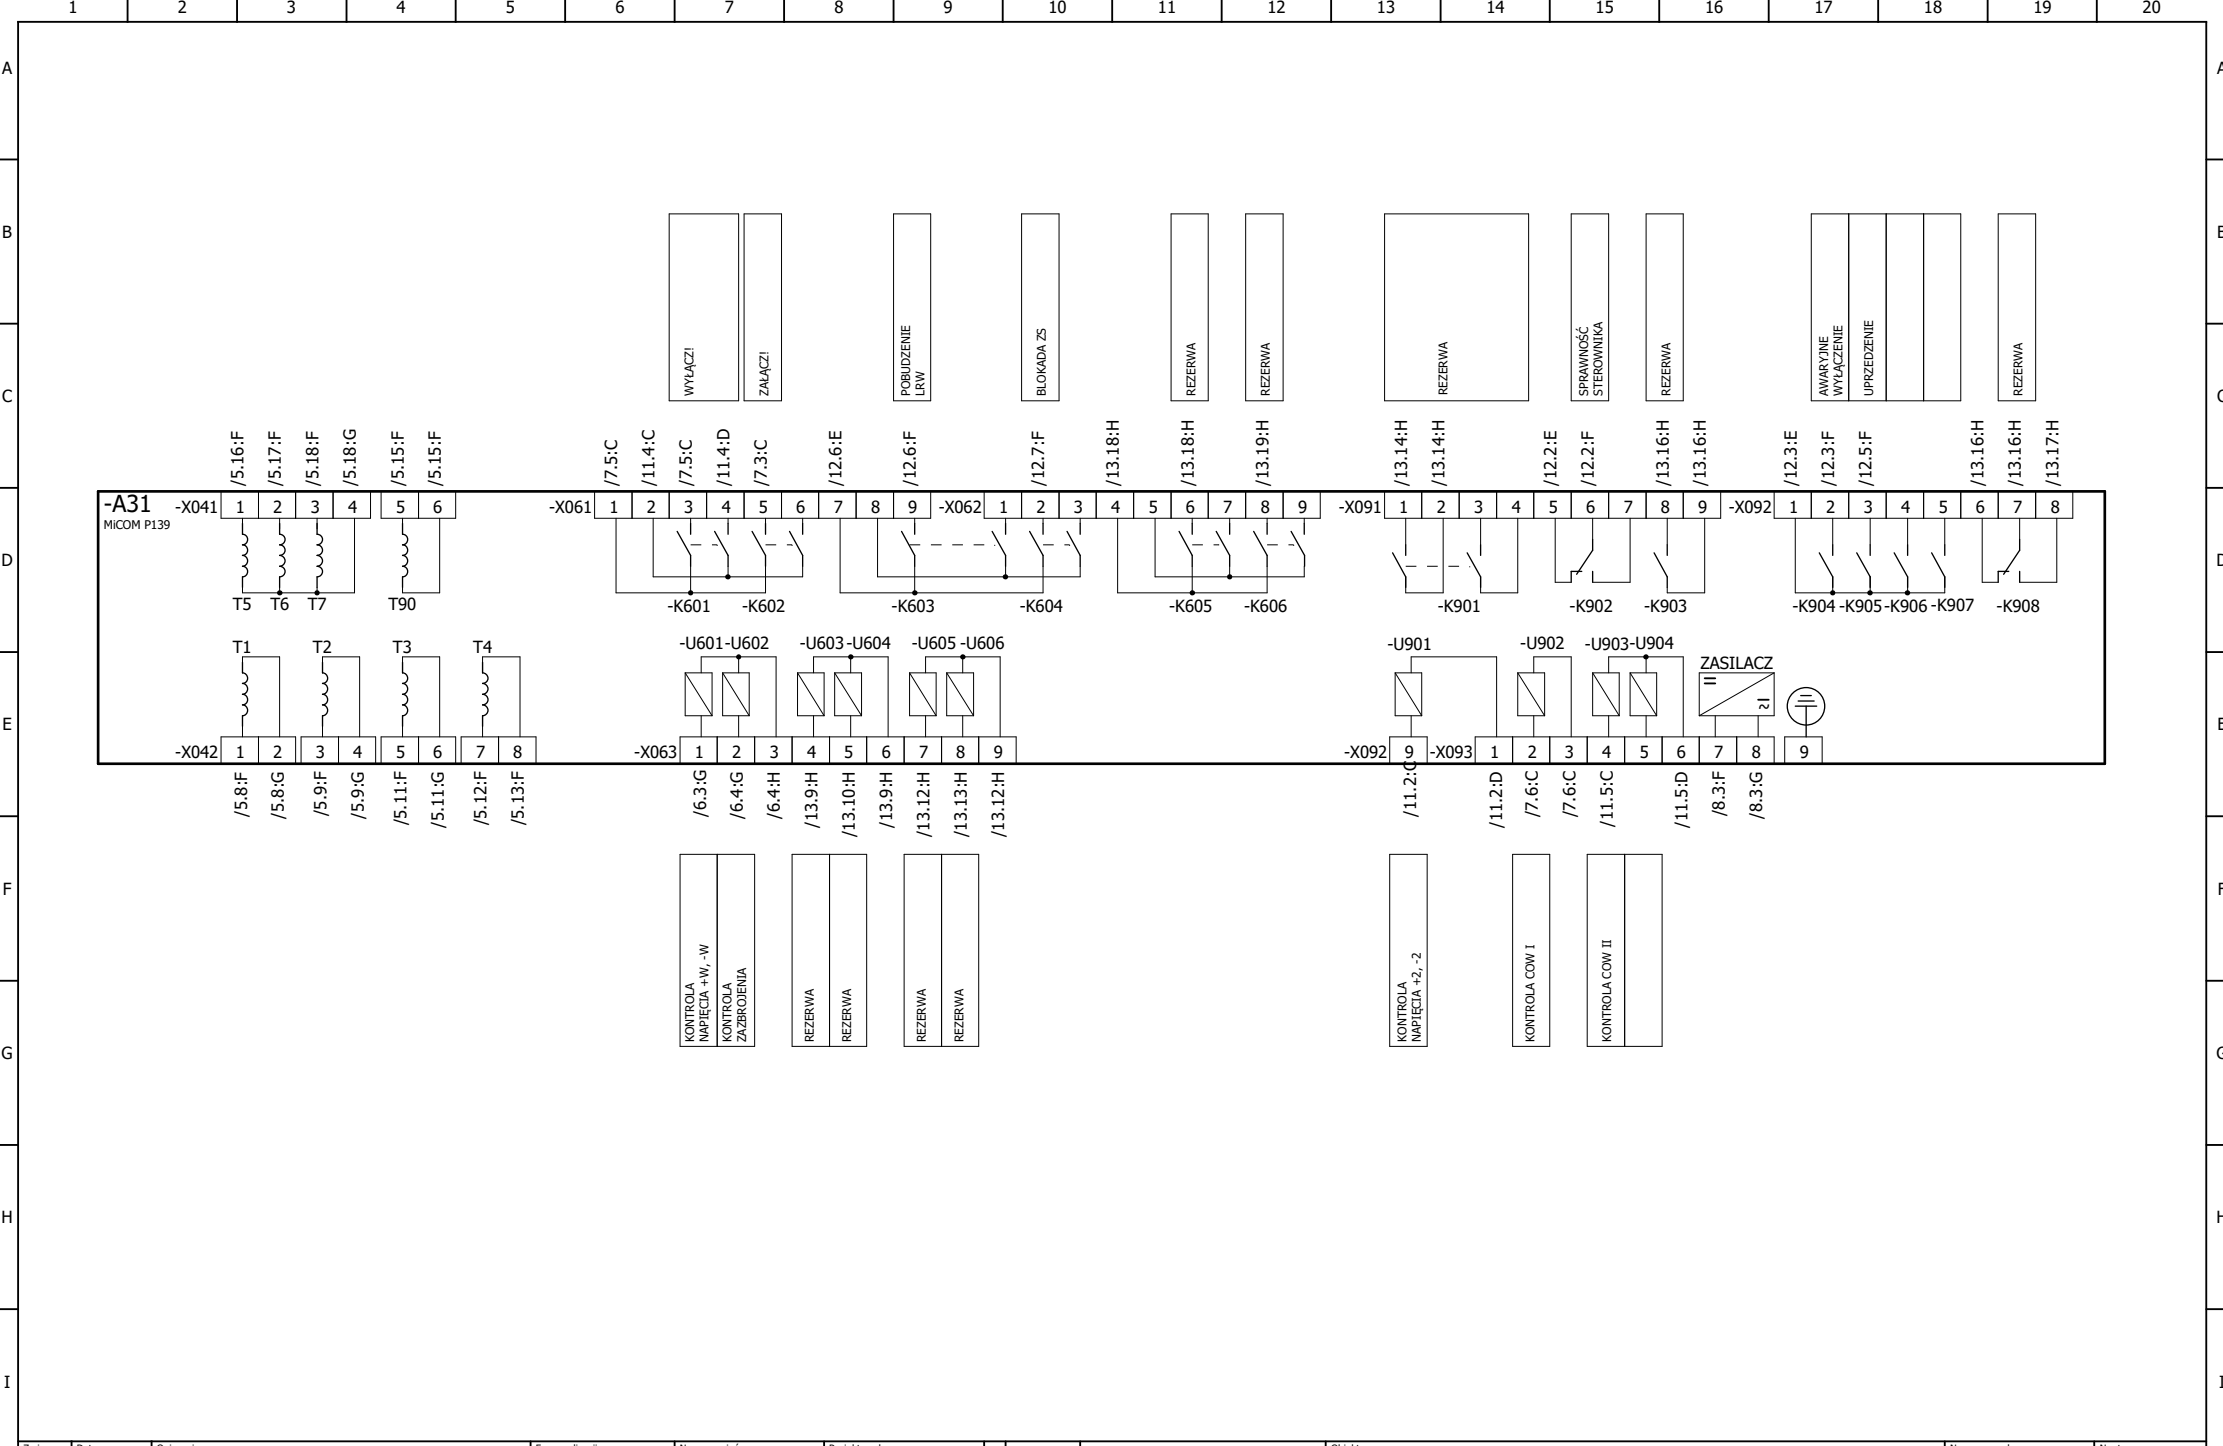 1 2 3 4 5 6 7 8 9 10 11 12 13 14 15 16 17 18 19 20
A
B
WYŁĄCZ!
ZAŁĄCZ!
POBUDZENIE
LRW
BLOKADA ZS
REZERWA
REZERWA
REZERWA
SPRAWNOŚĆ
STEROWNIKA
REZERWA
AWARYJNE
WYŁĄCZENIE
UPRZEDZENIE
REZERWA
C
/5.16:F /5.17:F /5.18:F /5.18:G /5.15:F /5.15:F /7.5:C /11.4:C /7.5:C /11.4:D /7.3:C /12.6:E /12.6:F /12.7:F /13.18:H /13.18:H /13.19:H /13.14:H /13.14:H /12.2:E /12.2:F /13.16:H /13.16:H /12.3:E /12.3:F /12.5:F /13.16:H /13.16:H /13.17:H
-A31
MiCOM P139
-X041 1 2 3 4 5 6 -X061 1 2 3 4 5 6 7 8 9 -X062 1 2 3 4 5 6 7 8 9 -X091 1 2 3 4 5 6 7 8 9 -X092 1 2 3 4 5 6 7 8
D
T5 T6 T7 T90 -K601 -K602 -K603 -K604 -K605 -K606 -K901 -K902 -K903 -K904 -K905 -K906 -K907 -K908
T1 T2 T3 T4 -U601 -U602 -U603 -U604 -U605 -U606 -U901 -U902 -U903 -U904
ZASILACZ
E
-X042 1 2 3 4 5 6 7 8 -X063 1 2 3 4 5 6 7 8 9 -X092 9 -X093 1 2 3 4 5 6 7 8 9
/5.8:F /5.8:G /5.9:F /5.9:G /5.11:F /5.11:G /5.12:F /5.13:F /6.3:G /6.4:G /6.4:H /13.9:H /13.10:H /13.9:H /13.12:H /13.13:H /13.12:H /11.2:C /11.2:D /7.6:C /7.6:C /11.5:C /11.5:D /8.3:F /8.3:G
F
KONTROLA
NAPIĘCIA +W, -W
KONTROLA
ZAZBROJENIA
REZERWA
REZERWA
REZERWA
REZERWA
KONTROLA
NAPIĘCIA +2, -2
KONTROLA COW I
KONTROLA COW II
G
H
I